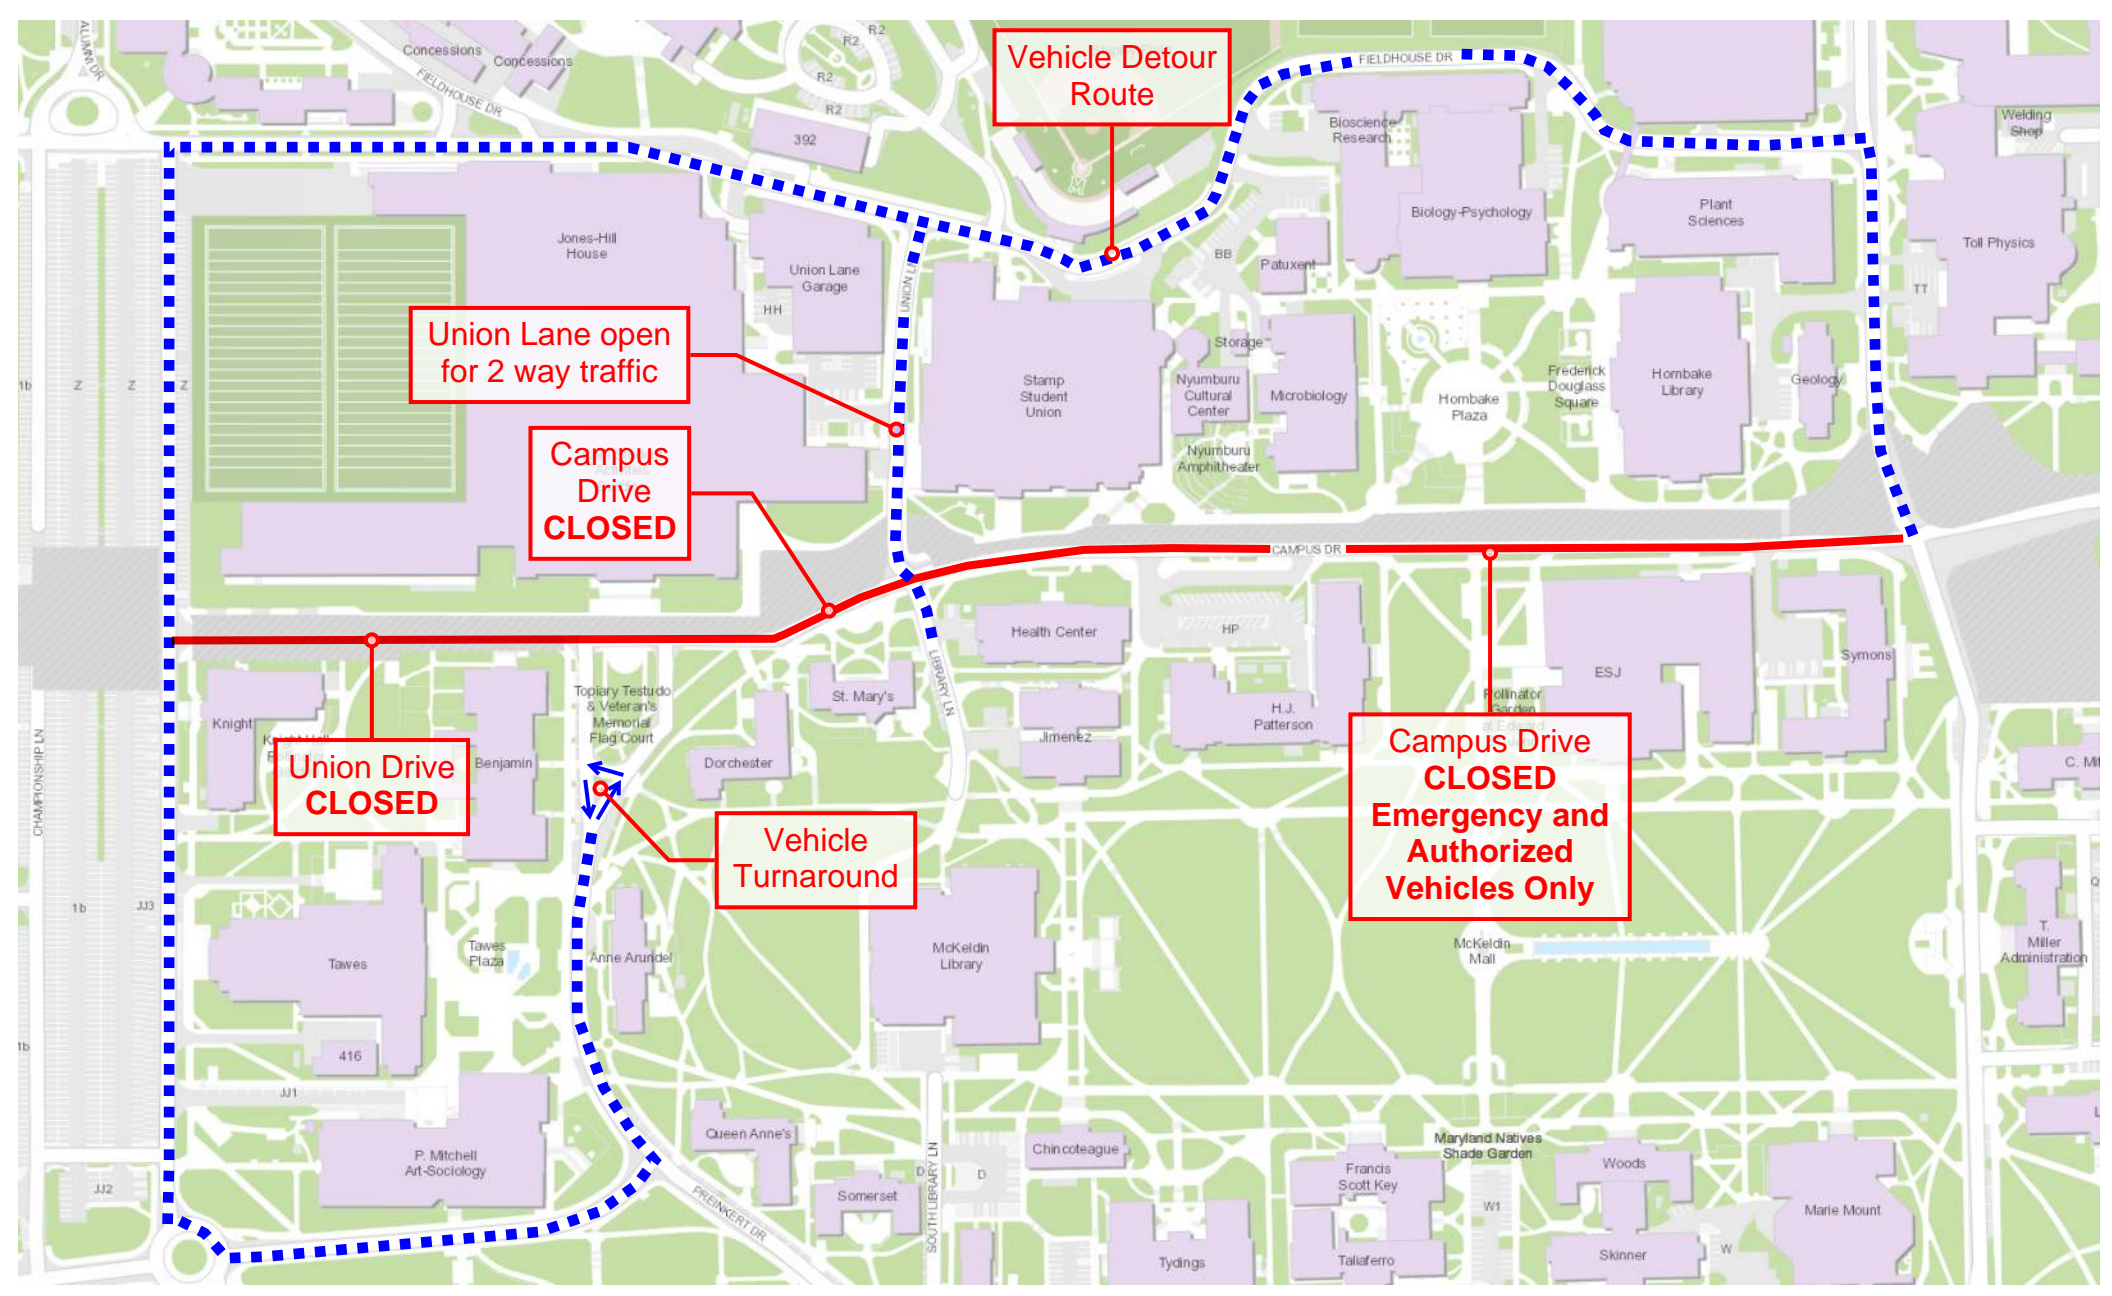 ALUMNI DR
Concessions
Concessions
FIELDHOUSE DR
R2
R2
R2
R2
392
Vehicle Detour
Route
FIELDHOUSE DR
Bioscience
Research
Welding
Shop
Biology-Psychology
Plant
Sciences
Toll Physics
Jones-Hill
House
Union Lane
Garage
HH
UNION LN
BB
Patuxent
TT
Union Lane open
for 2 way traffic
Storage
Stamp
Student
Union
Nyumburu
Cultural
Center
Microbiology
Hornbake
Plaza
Frederick
Douglass
Square
Hornbake
Library
Geology
1b
Z
Z
Z
Nyumburu
Amphitheater
Campus
Drive
CLOSED
CAMPUS DR
Health Center
HP
ESJ
Symons
LIBRARY LN
St. Mary's
Topiary Testudo
& Veteran's
Memorial
Flag Court
Knight
Jimenez
H.J.
Patterson
Pollinator
Garden
at Edward
Benjamin
Dorchester
CHAMPIONSHIP LN
Union Drive
CLOSED
Vehicle
Turnaround
Campus Drive
CLOSED
Emergency and
Authorized
Vehicles Only
C. Mit
1b
JJ3
Tawes
Tawes
Plaza
Anne Arundel
McKeldin
Library
McKeldin
Mall
T.
Miller
Administration
1b
416
JJ1
JJ2
P. Mitchell
Art-Sociology
Queen Anne's
PREINKERT DR
Somerset
SOUTH LIBRARY LN
D
D
Chincoteague
Maryland Natives
Shade Garden
Francis
Scott Key
Woods
W1
Marie Mount
Tydings
Taliaferro
Skinner
W